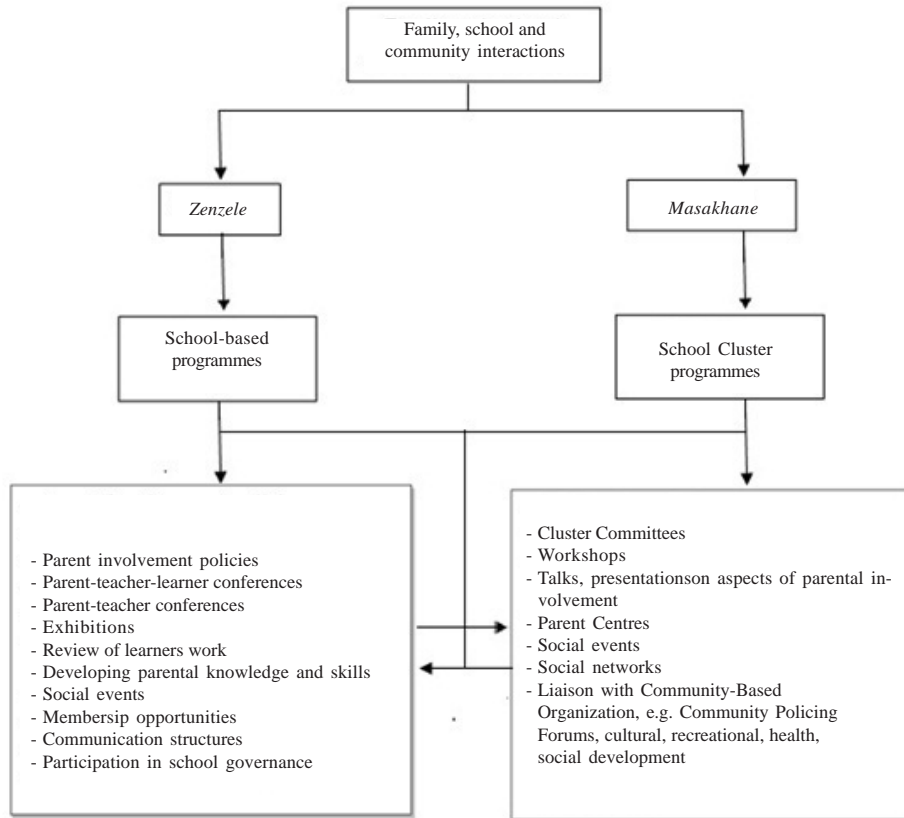 Family, school and
community interactions
Zenzele
Masakhane
School-based
programmes
School Cluster
programmes
- Parent involvement policies
- Parent-teacher-learner conferences
- Parent-teacher conferences
- Exhibitions
- Review of learners work
- Developing parental knowledge and skills
- Social events
- Membersip opportunities
- Communication structures
- Participation in school governance
- Cluster Committees
- Workshops
- Talks, presentationson aspects of parental in-
volvement
- Parent Centres
- Social events
- Social networks
- Liaison with Community-Based
Organization, e.g. Community Policing
Forums, cultural, recreational, health,
social development